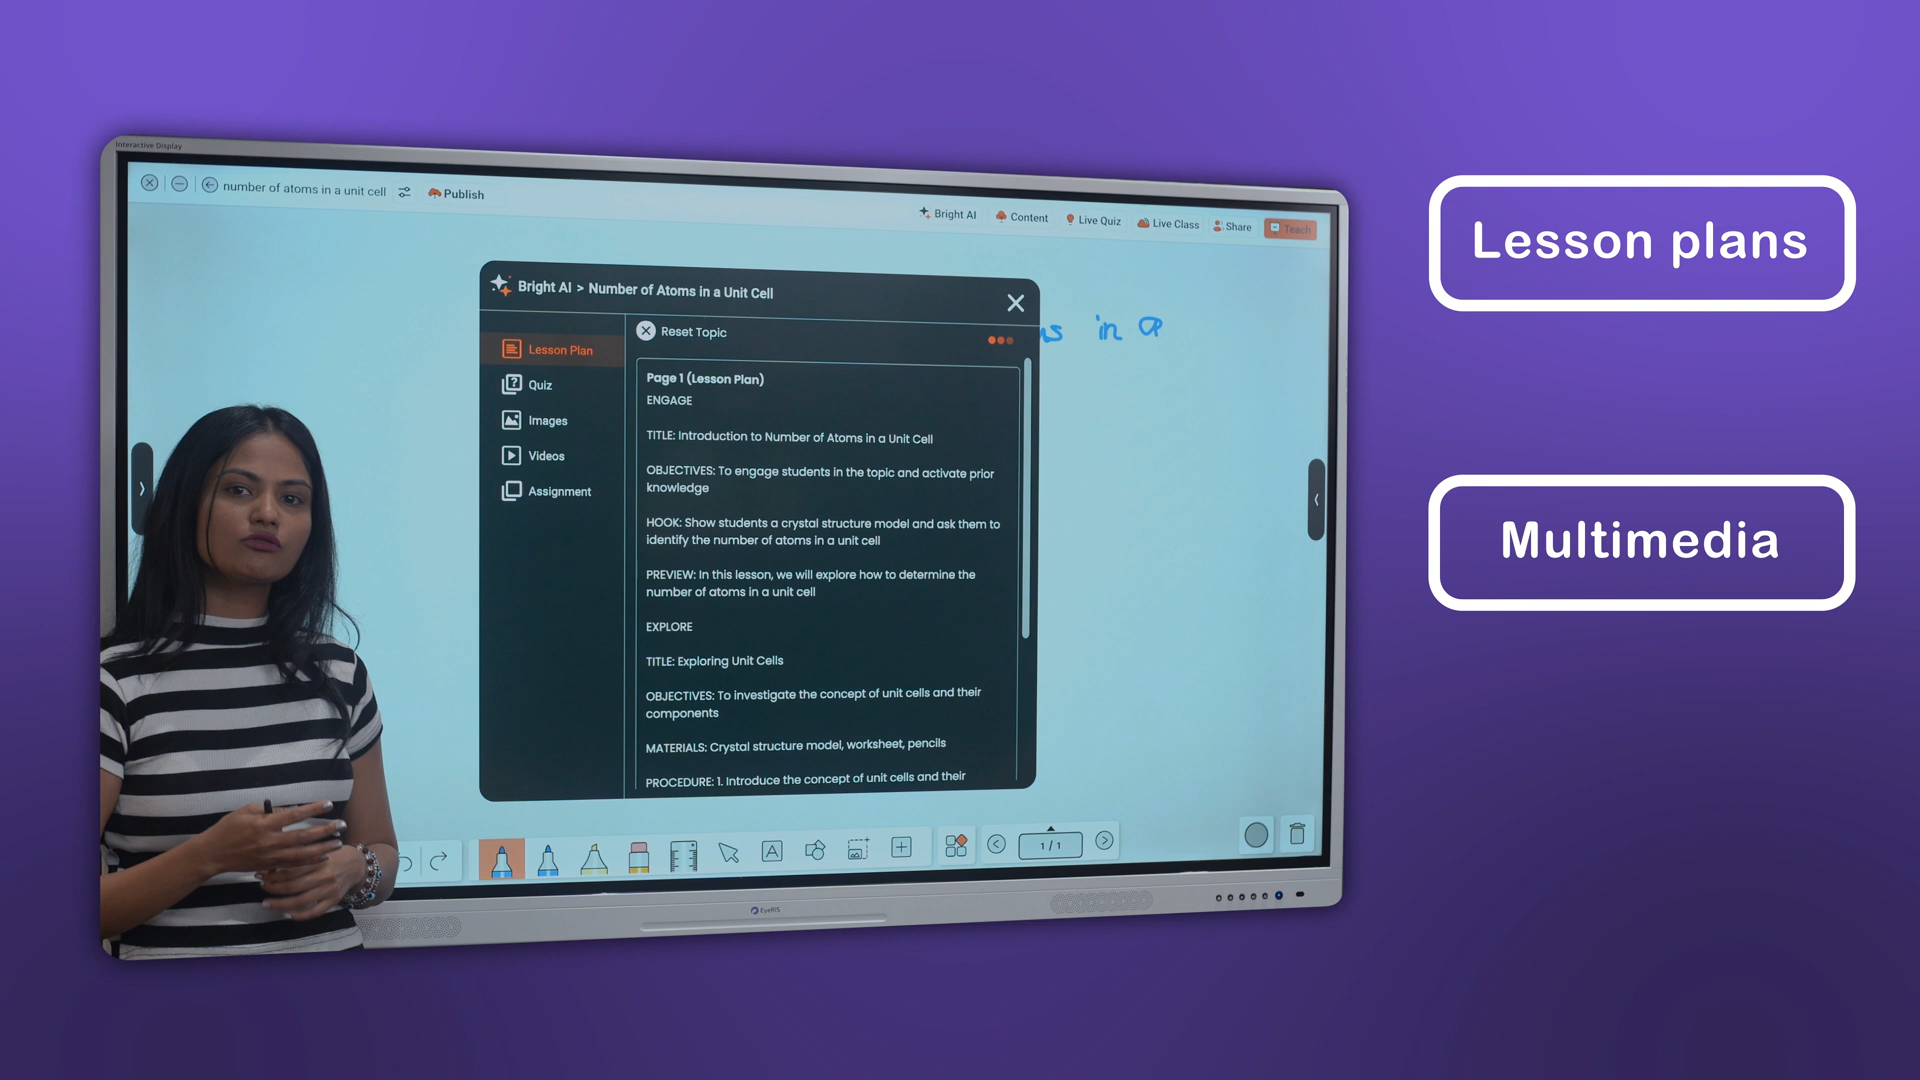 Interactive Display
number of atoms in a unit cell
Publish
Bright AI
Content
Live Quiz
Live Class
Share
Teach
Bright AI > Number of Atoms in a Unit Cell
in a
Lesson Plan
Quiz
Images
Videos
Assignment
Reset Topic
Page 1 (Lesson Plan)
ENGAGE
TITLE: Introduction to Number of Atoms in a Unit Cell
OBJECTIVES: To engage students in the topic and activate prior
knowledge
HOOK: Show students a crystal structure model and ask them to
identify the number of atoms in a unit cell
PREVIEW: In this lesson, we will explore how to determine the
number of atoms in a unit cell
EXPLORE
TITLE: Exploring Unit Cells
OBJECTIVES: To investigate the concept of unit cells and their
components
MATERIALS: Crystal structure model, worksheet, pencils
PROCEDURE: 1. Introduce the concept of unit cells and their
A
1 / 1
EyeRIS
Lesson plans
Multimedia